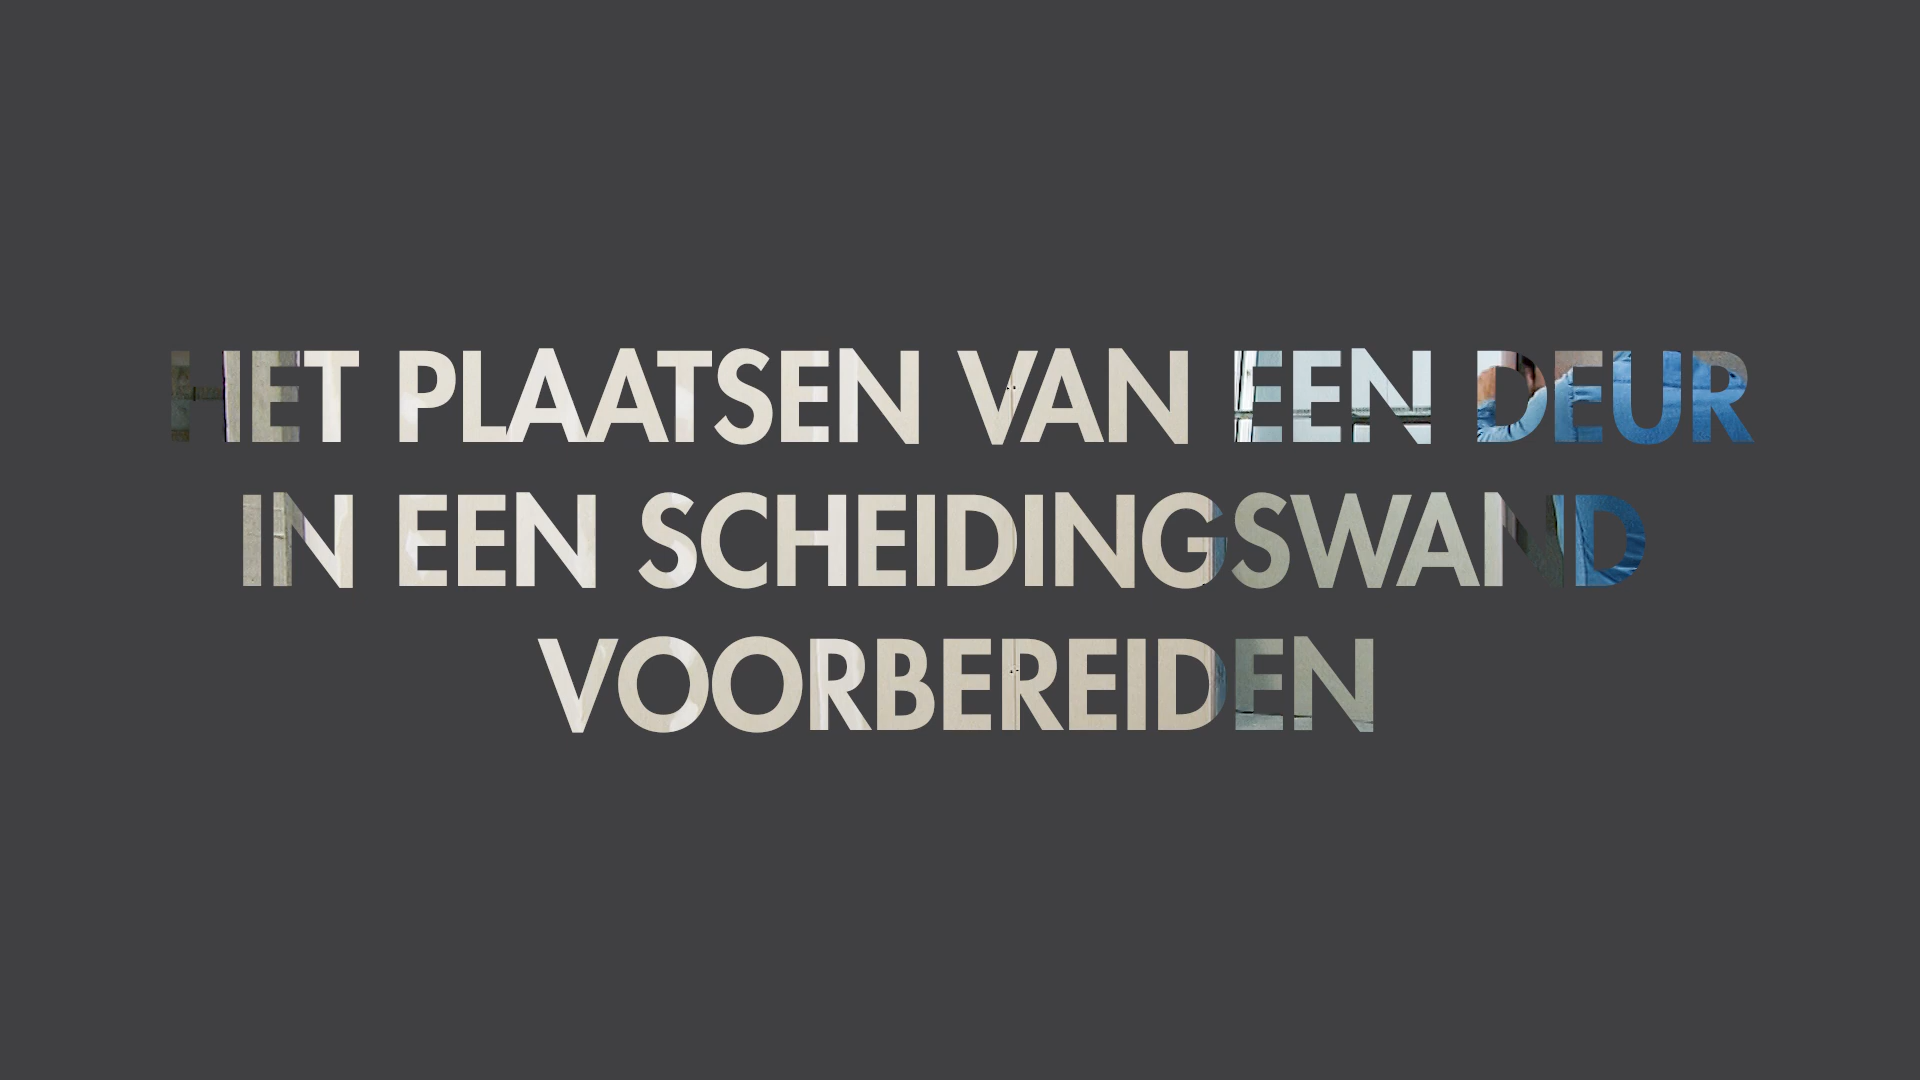 HET PLAATSEN VAN EEN DEUR
IN EEN SCHEIDINGSWAND
VOORBEREIDEN